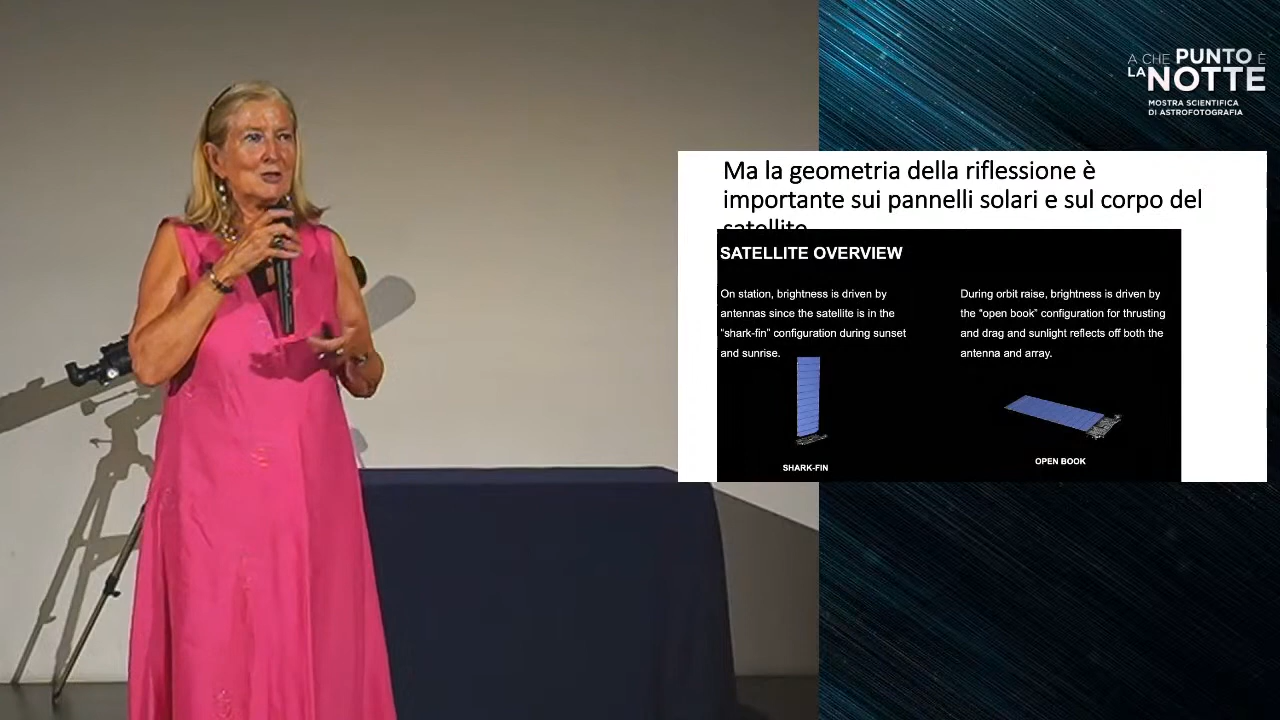 A CHE PUNTO È
LA NOTTE
MOSTRA SCIENTIFICA
DI ASTROFOTOGRAFIA
Ma la geometria della riflessione è
importante sui pannelli solari e sul corpo del
satellite
SATELLITE OVERVIEW
On station, brightness is driven by
antennas since the satellite is in the
“shark-fin” configuration during sunset
and sunrise.
SHARK-FIN
During orbit raise, brightness is driven by
the “open book” configuration for thrusting
and drag and sunlight reflects off both the
antenna and array.
OPEN BOOK